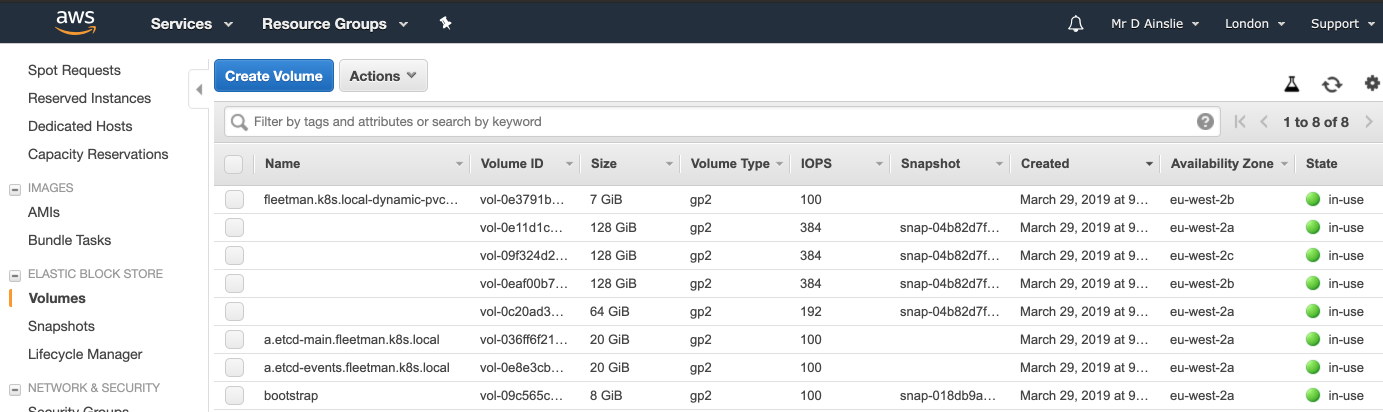 aws Services Resource Groups Mr D Ainslie London Support
Spot Requests
Reserved Instances
Dedicated Hosts
Capacity Reservations
IMAGES
AMIs
Bundle Tasks
ELASTIC BLOCK STORE
Volumes
Snapshots
Lifecycle Manager
NETWORK & SECURITY
Security Groups
Create Volume Actions
Filter by tags and attributes or search by keyword ? 1 to 8 of 8
Name Volume ID Size Volume Type IOPS Snapshot Created Availability Zone State
fleetman.k8s.local-dynamic-pvc... vol-0e3791b... 7 GiB gp2 100 March 29, 2019 at 9... eu-west-2b in-use
vol-0e11d1c... 128 GiB gp2 384 snap-04b82d7f... March 29, 2019 at 9... eu-west-2a in-use
vol-09f324d2... 128 GiB gp2 384 snap-04b82d7f... March 29, 2019 at 9... eu-west-2c in-use
vol-0eaf00b7... 128 GiB gp2 384 snap-04b82d7f... March 29, 2019 at 9... eu-west-2b in-use
vol-0c20ad3... 64 GiB gp2 192 snap-04b82d7f... March 29, 2019 at 9... eu-west-2a in-use
a.etcd-main.fleetman.k8s.local vol-036ff6f21... 20 GiB gp2 100 March 29, 2019 at 9... eu-west-2a in-use
a.etcd-events.fleetman.k8s.local vol-0e8e3cb... 20 GiB gp2 100 March 29, 2019 at 9... eu-west-2a in-use
bootstrap vol-09c565c... 8 GiB gp2 100 snap-018db9a... March 29, 2019 at 9... eu-west-2a in-use